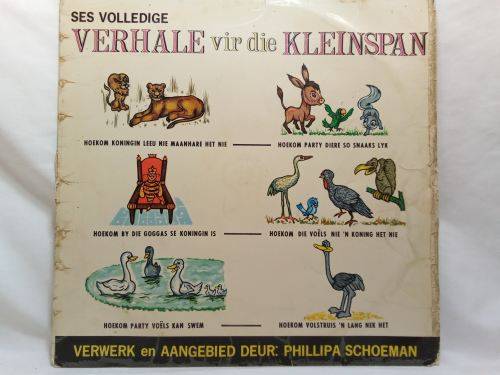 SES VOLLEDIGE
VERHALE vir die KLEINSPAN
HOEKOM KONINGIN LEEU NIE MAANHARE HET NIE
HOEKOM PARTY DIERE SO SNAAKS LYK
HOEKOM BY DIE GOGGAS SE KONINGIN IS
HOEKOM DIE VOËLS NIE 'N KONING HET NIE
HOEKOM PARTY VOËLS KAN SWEM
HOEKOM VOLSTRUIS 'N LANG NEK HET
VERWERK en AANGEBIED DEUR: PHILLIPA SCHOEMAN